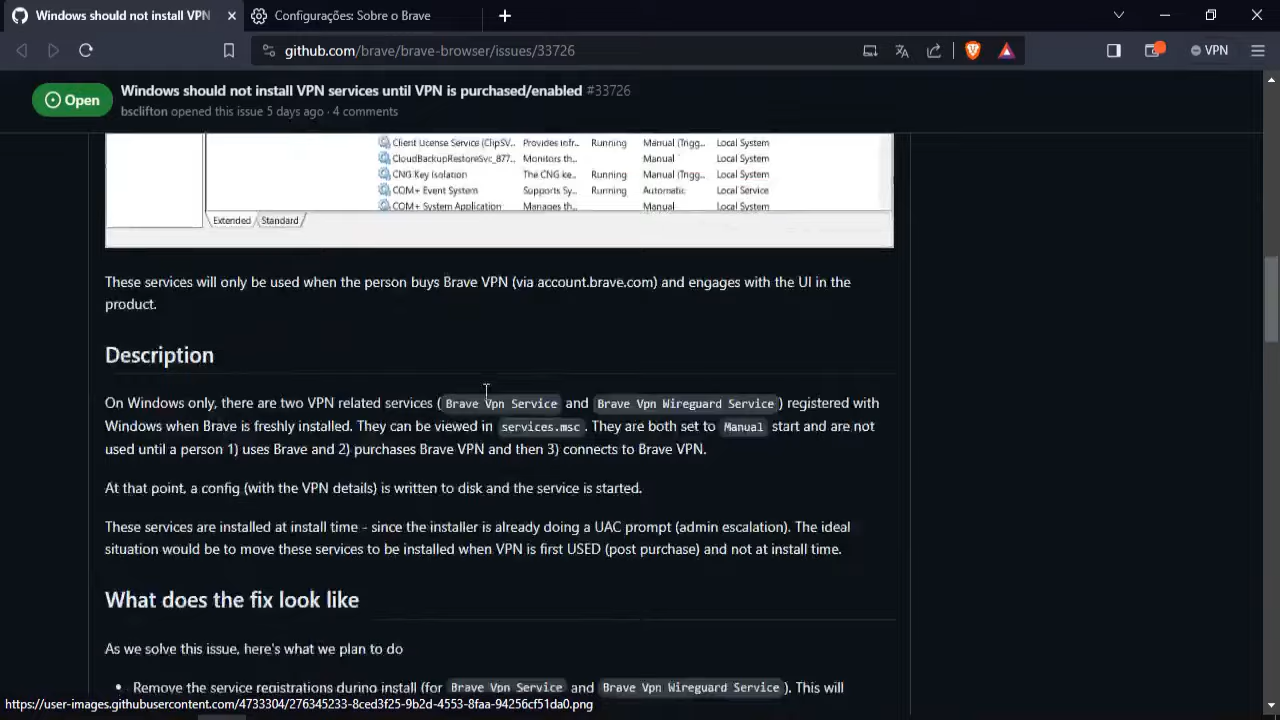 Windows should not install VPN
Configurações: Sobre o Brave
github.com/brave/brave-browser/issues/33726
VPN
Open
Windows should not install VPN services until VPN is purchased/enabled #33726
bsclifton opened this issue 5 days ago · 4 comments
Client License Service (ClipSV... Provides infr... Running Manual (Trigg... Local System
CloudBackupRestoreSvc_877... Monitors th... Manual Local System
CNG Key Isolation The CNG ke... Running Manual (Trigg... Local System
COM+ Event System Supports Sy... Running Automatic Local Service
COM+ System Application Manages th... Manual Local System
Extended Standard
These services will only be used when the person buys Brave VPN (via account.brave.com) and engages with the UI in the
product.
Description
On Windows only, there are two VPN related services ( Brave Vpn Service and Brave Vpn Wireguard Service ) registered with
Windows when Brave is freshly installed. They can be viewed in services.msc . They are both set to Manual start and are not
used until a person 1) uses Brave and 2) purchases Brave VPN and then 3) connects to Brave VPN.
At that point, a config (with the VPN details) is written to disk and the service is started.
These services are installed at install time - since the installer is already doing a UAC prompt (admin escalation). The ideal
situation would be to move these services to be installed when VPN is first USED (post purchase) and not at install time.
What does the fix look like
As we solve this issue, here's what we plan to do
• Remove the service registrations during install (for Brave Vpn Service and Brave Vpn Wireguard Service ). This will
https://user-images.githubusercontent.com/4733304/276345233-8ced3f25-9b2d-4553-8faa-94256cf51da0.png